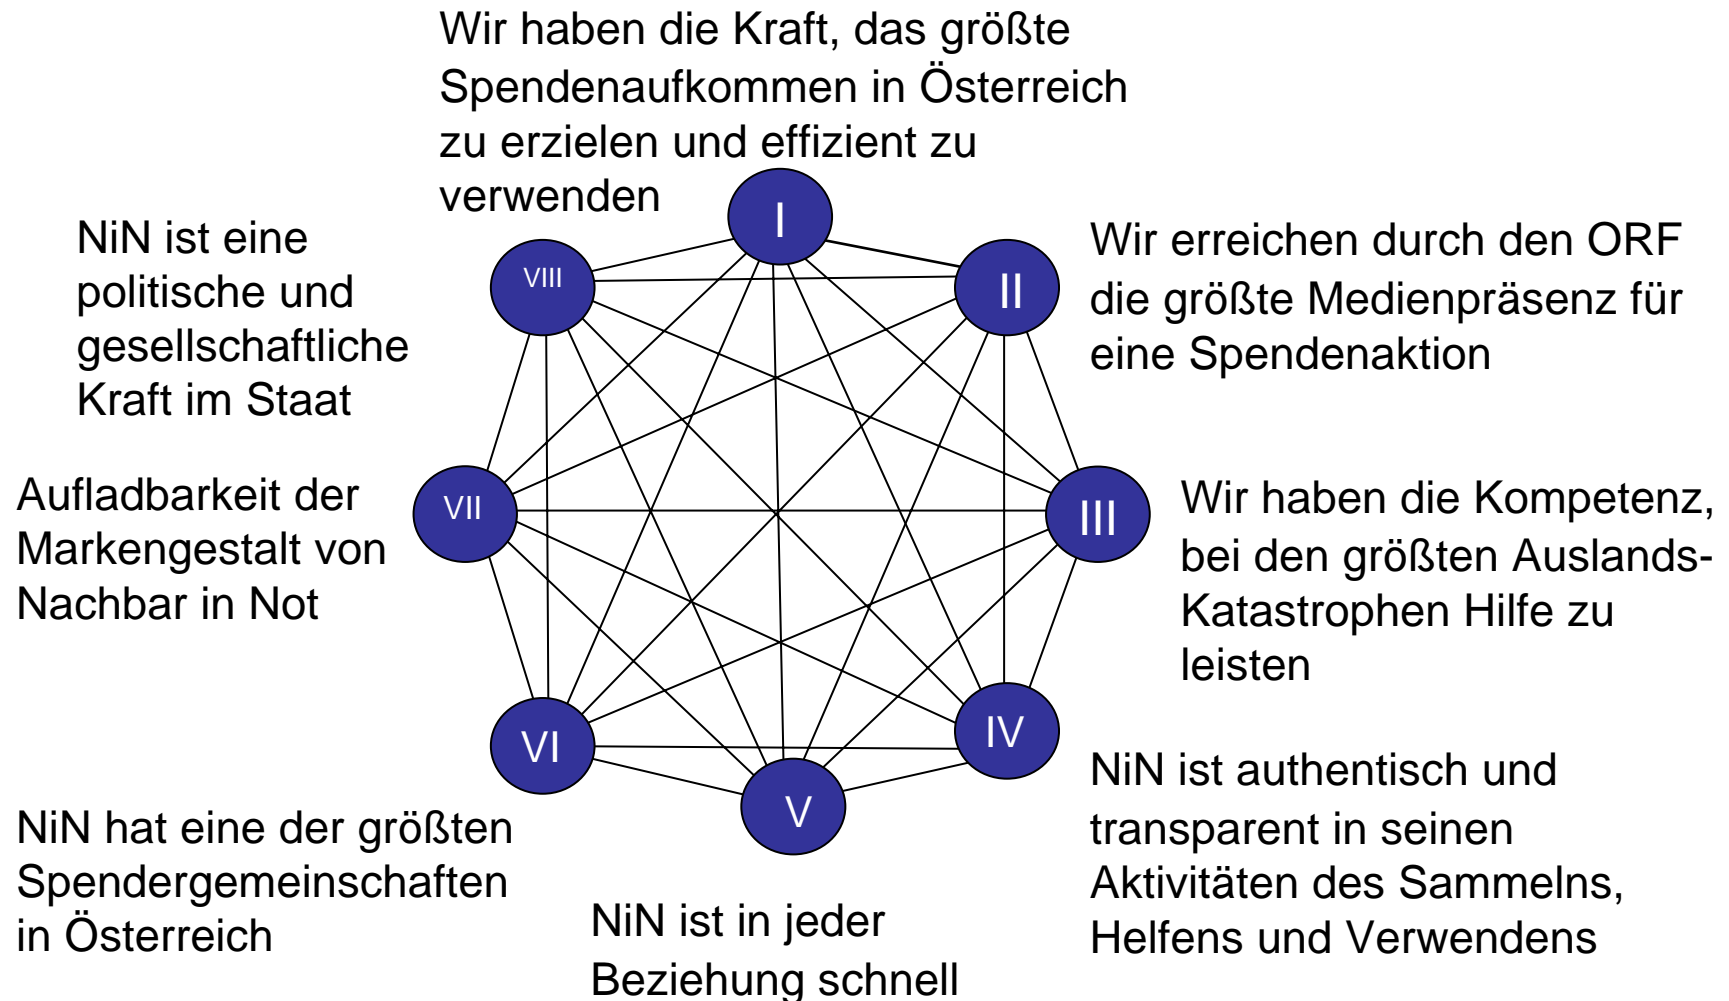 Wir haben die Kraft, das größte
Spendenaufkommen in Österreich
zu erzielen und effizient zu
verwenden
I
II
III
IV
V
VI
VII
VIII
Wir erreichen durch den ORF
die größte Medienpräsenz für
eine Spendenaktion
Wir haben die Kompetenz,
bei den größten Auslands-
Katastrophen Hilfe zu
leisten
NiN ist authentisch und
transparent in seinen
Aktivitäten des Sammelns,
Helfens und Verwendens
NiN ist in jeder
Beziehung schnell
NiN hat eine der größten
Spendergemeinschaften
in Österreich
Aufladbarkeit der
Markengestalt von
Nachbar in Not
NiN ist eine
politische und
gesellschaftliche
Kraft im Staat